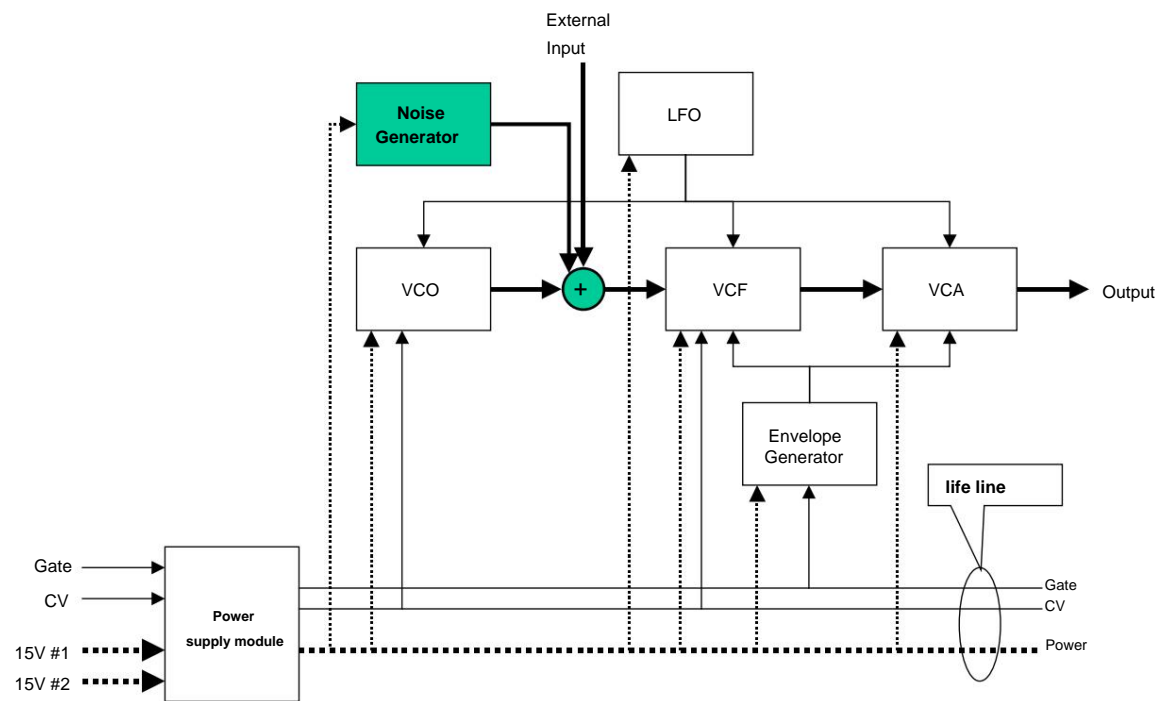 External
Input
Noise
Generator
LFO
VCO
+
VCF
VCA
Output
Envelope
Generator
life line
Gate
CV
15V #1
15V #2
Power
supply module
Gate
CV
Power